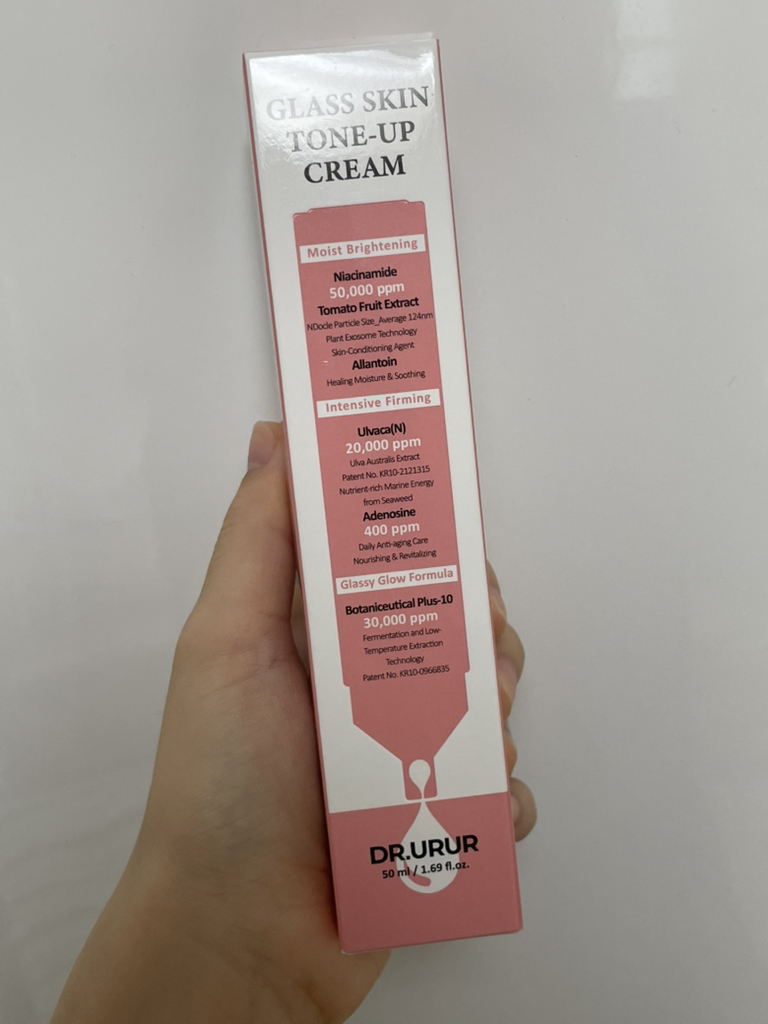 GLASS SKIN
TONE-UP
CREAM
Moist Brightening
Niacinamide
50,000 ppm
Tomato Fruit Extract
NDocle Particle Size_Average 124nm
Plant Exosome Technology
Skin-Conditioning Agent
Allantoin
Healing Moisture & Soothing
Intensive Firming
Ulvaca(N)
20,000 ppm
Ulva Australis Extract
Patent No. KR10-2121315
Nutrient-rich Marine Energy
from Seaweed
Adenosine
400 ppm
Daily Anti-aging Care
Nourishing & Revitalizing
Glassy Glow Formula
Botaniceutical Plus-10
30,000 ppm
Fermentation and Low-
Temperature Extraction
Technology
Patent No. KR10-0966835
DR.URUR
50 ml / 1.69 fl.oz.